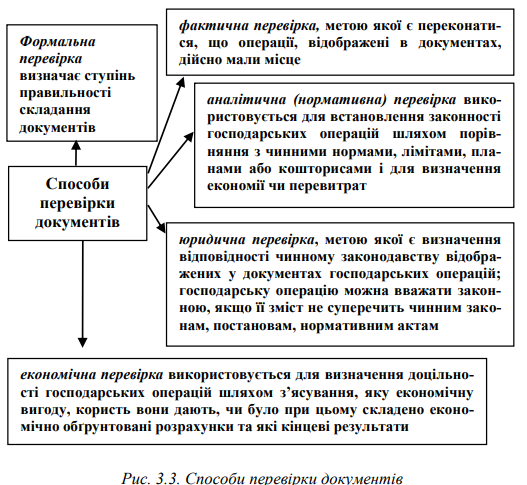 Формальна
перевірка
визначає ступінь
правильності
складання
документів
фактична перевірка, метою якої є переконати-
ся, що операції, відображені в документах,
дійсно мали місце
аналітична (нормативна) перевірка вико-
ристовується для встановлення законності
господарських операцій шляхом порів-
няння з чинними нормами, лімітами, пла-
нами або кошторисами і для визначення
економії чи перевитрат
Способи
перевірки
документів
юридична перевірка, метою якої є визначення
відповідності чинному законодавству відобра-
жених у документах господарських операцій;
господарську операцію можна вважати закон-
ною, якщо її зміст не суперечить чинним зако-
нам, постановам, нормативним актам
економічна перевірка використовується для визначення доціль-
ності господарських операцій шляхом з’ясування, яку економічну
вигоду, користь вони дають, чи було при цьому складено еконо-
мічно обґрунтовані розрахунки та які кінцеві результати
Рис. 3.3. Способи перевірки документів